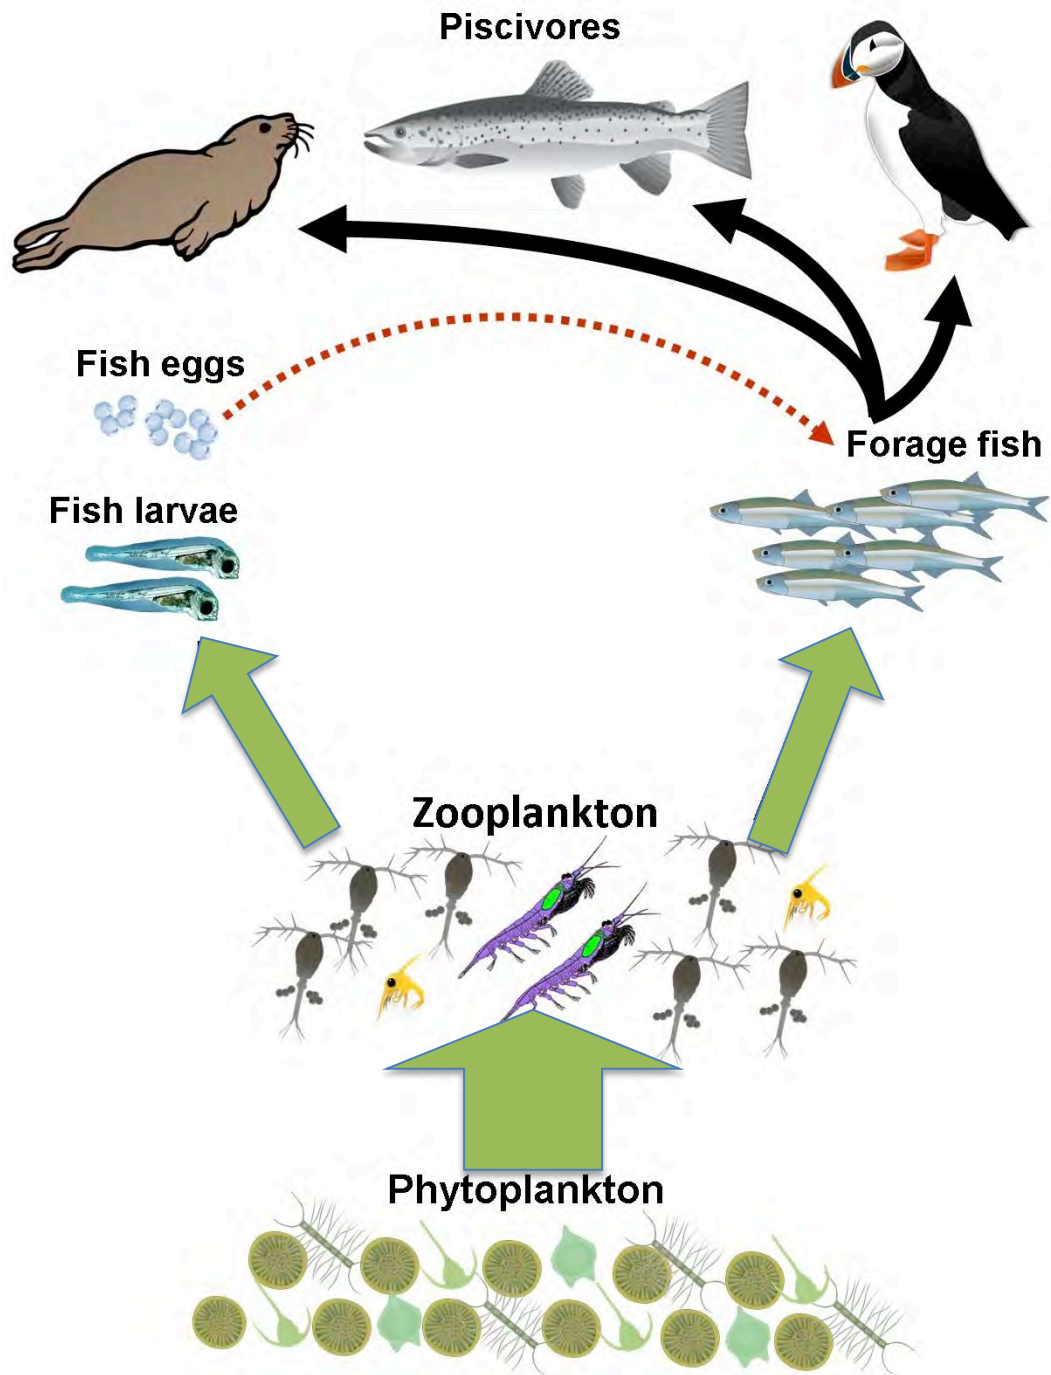 Piscivores
Fish eggs
Forage fish
Fish larvae
Zooplankton
Phytoplankton